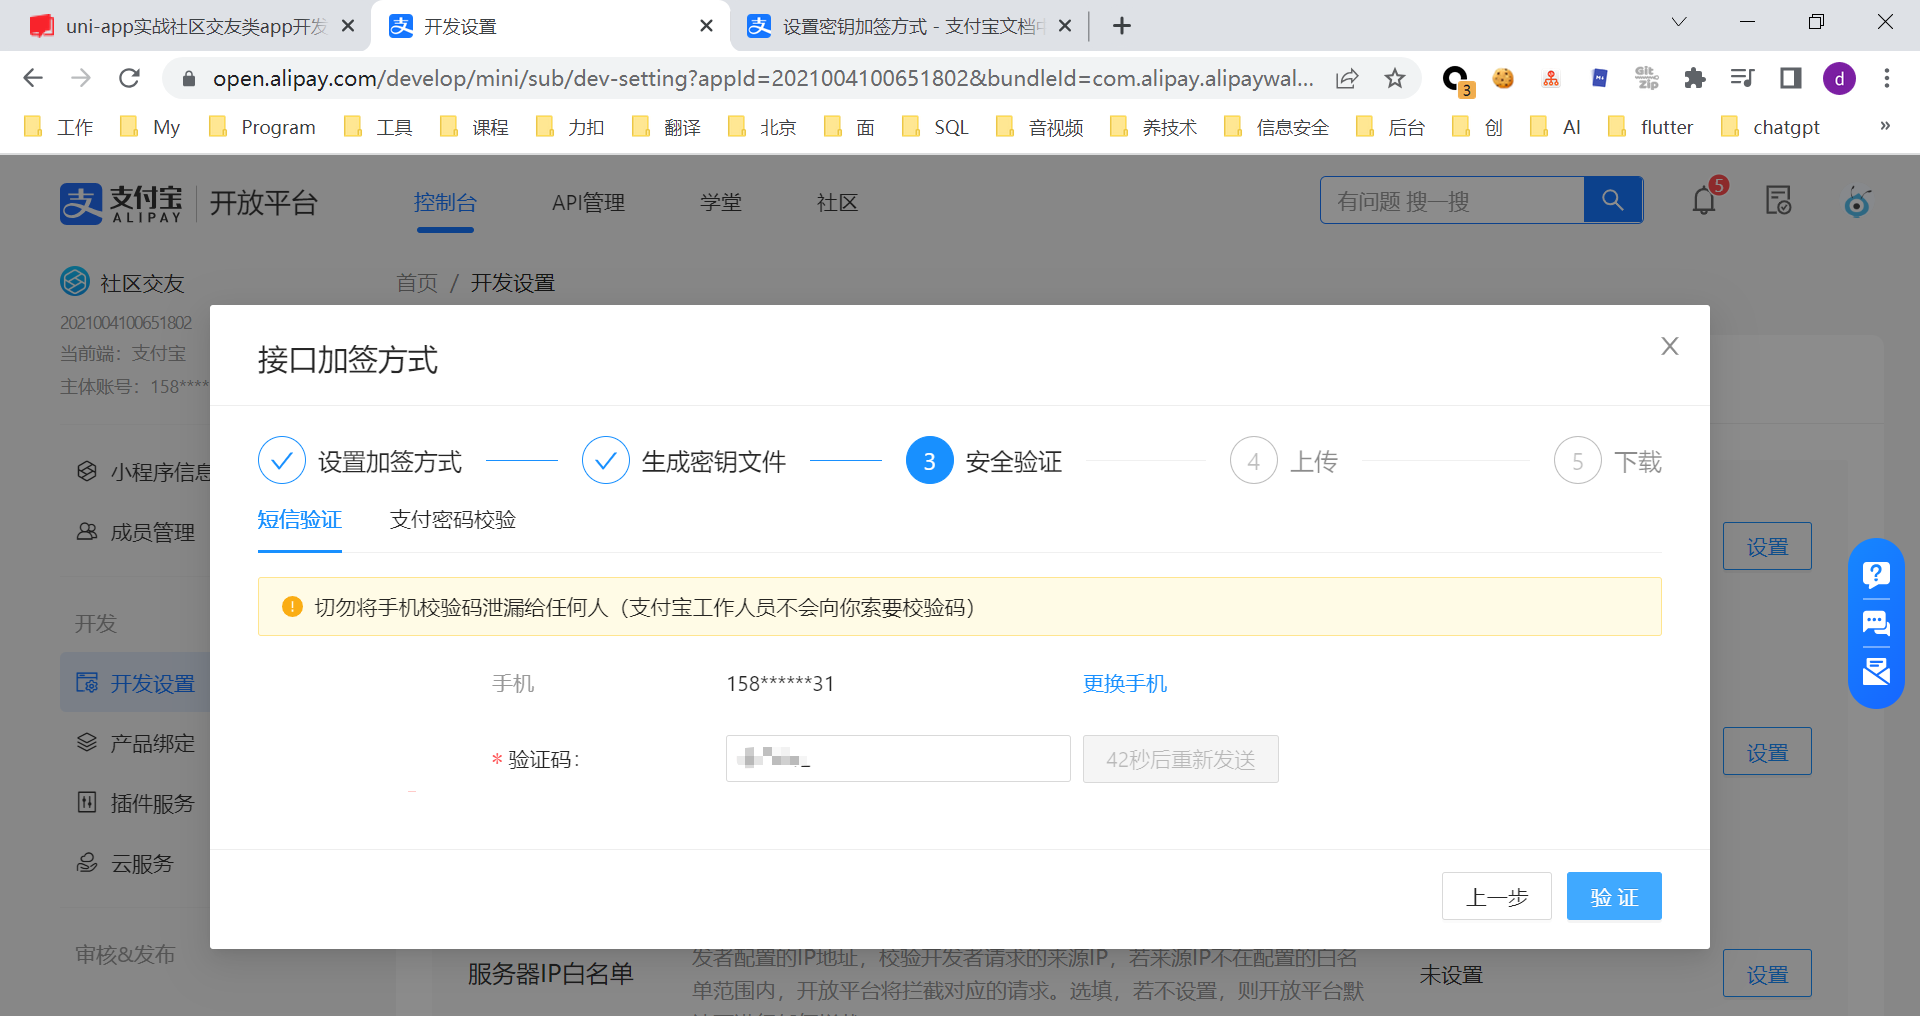 uni-app实战社区交友类app开发
开发设置
设置密钥加签方式 - 支付宝文档中
open.alipay.com/develop/mini/sub/dev-setting?appId=2021004100651802&bundleId=com.alipay.alipaywal...
3
Git Zip
d
工作 My Program 工具 课程 力扣 翻译 北京 面 SQL 音视频 养技术 信息安全 后台 创 AI flutter chatgpt »
支 支付宝 ALIPAY 开放平台
控制台 API管理 学堂 社区
有问题 搜一搜
5
社区交友
首页 / 开发设置
2021004100651802
当前端：支付宝
主体账号：158****
接口加签方式
设置加签方式 生成密钥文件 3 安全验证 4 上传 5 下载
短信验证 支付密码校验
切勿将手机校验码泄漏给任何人（支付宝工作人员不会向你索要校验码）
手机 158******31 更换手机
* 验证码： 42秒后重新发送
上一步 验 证
小程序信息
成员管理
开发
开发设置
产品绑定
插件服务
云服务
审核&发布
设置
设置
服务器IP白名单
发者配置的IP地址，校验开发者请求的来源IP，若来源IP不在配置的白名
单范围内，开放平台将拦截对应的请求。选填，若不设置，则开放平台默
未设置
设置